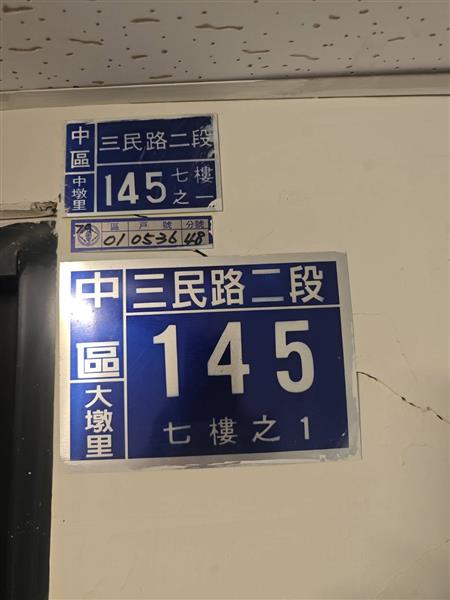 中區
中墩里
三民路二段
145 七樓之一
區 戶 號 分號
01 0536 48
中區
大墩里
三民路二段
145
七樓之1